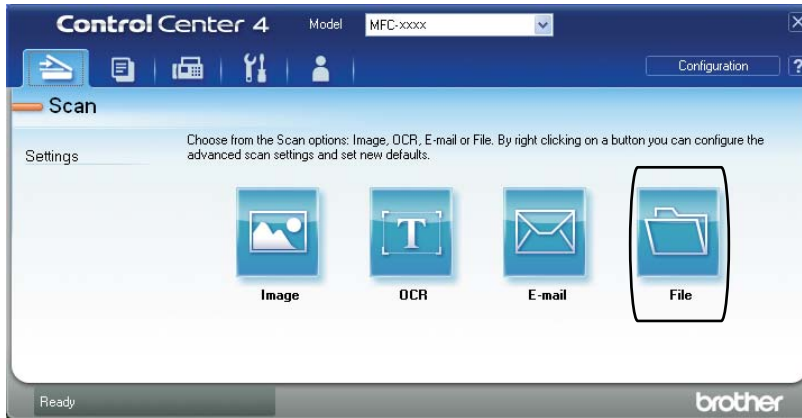 Control Center 4 Model MFC-xxxx
Configuration ?
Scan
Settings
Choose from the Scan options: Image, OCR, E-mail or File. By right clicking on a button you can configure the
advanced scan settings and set new defaults.
T
Image OCR E-mail File
Ready brother